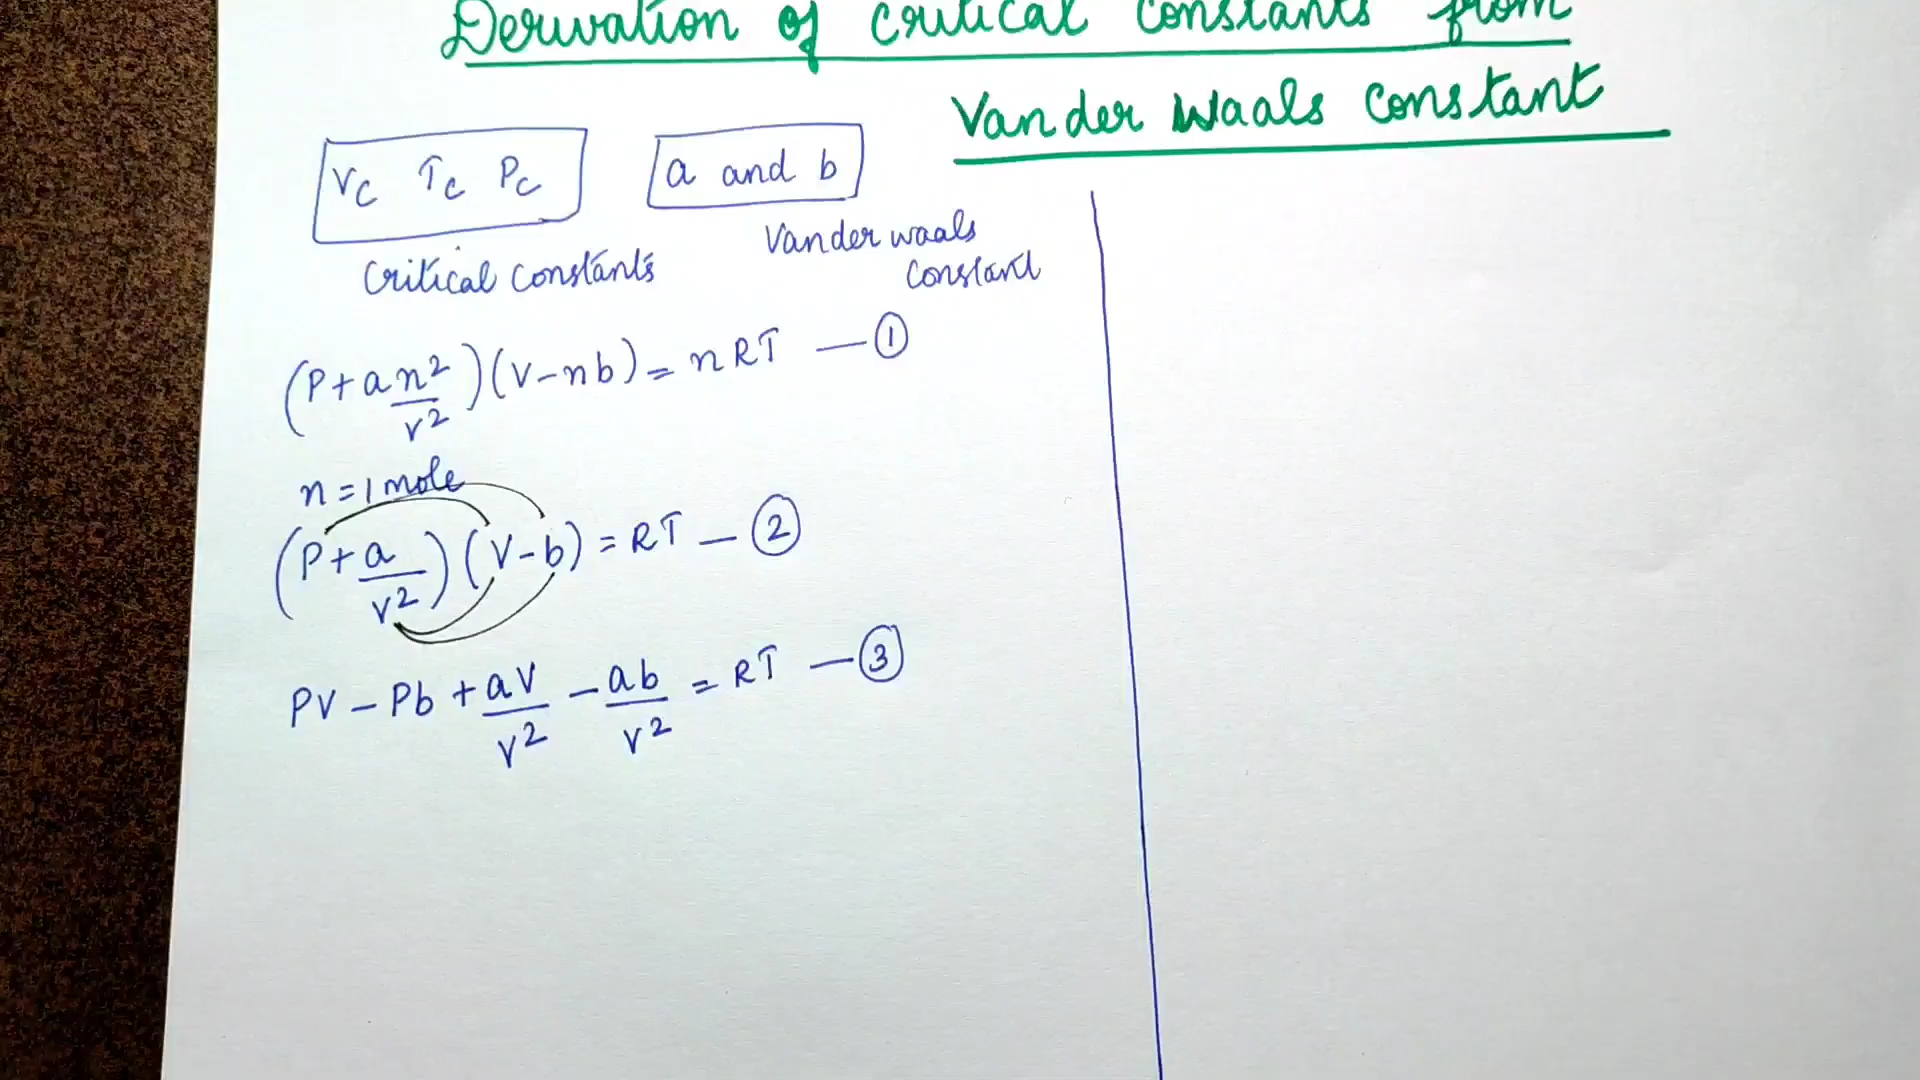 Derivation of critical constants from
Vander Waals constant
Vc Tc Pc
a and b
Critical constants
Vander waals
constant
(P+an²/V²)(V-nb) = nRT —①
n = 1 mole
(P+a/V²)(V-b) = RT —②
PV - Pb + aV/V² - ab/V² = RT —③